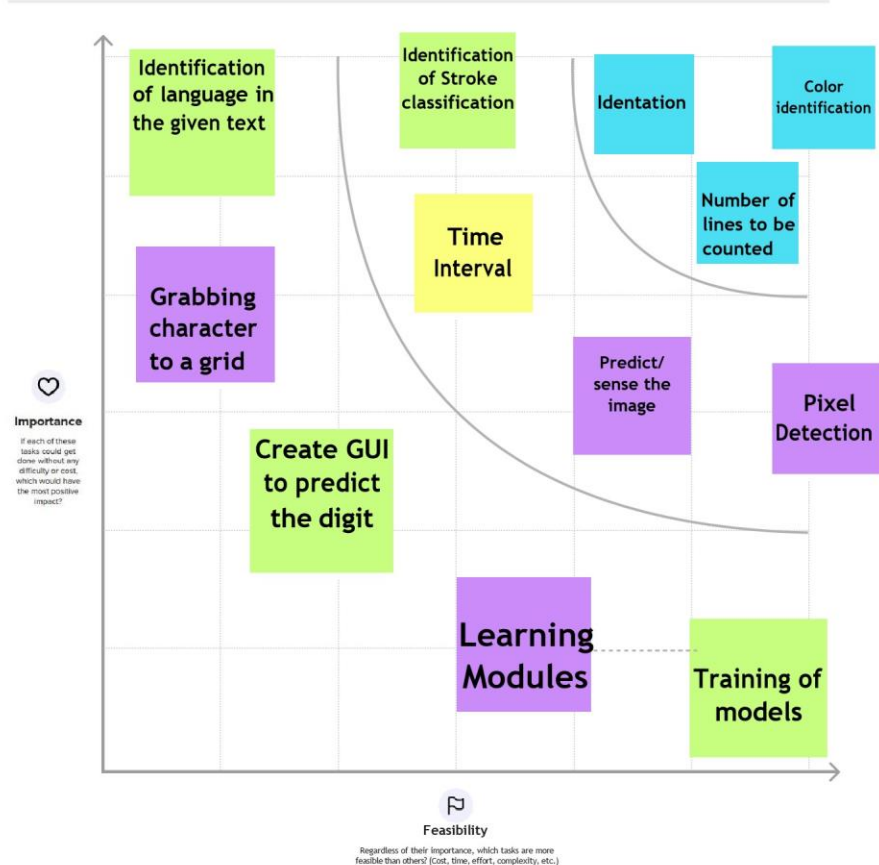 Identification
of language in
the given text
Identification
of Stroke
classification
Identation
Color
identification
Number of
lines to be
counted
Time
Interval
Grabbing
character
to a grid
Predict/
sense the
image
Pixel
Detection
Importance
If each of these
tasks could get
done without any
difficulty or cost,
which would have
the most positive
impact?
Create GUI
to predict
the digit
Learning
Modules
Training of
models
Feasibility
Regardless of their importance, which tasks are more
feasible than others? (Cost, time, effort, complexity, etc.)